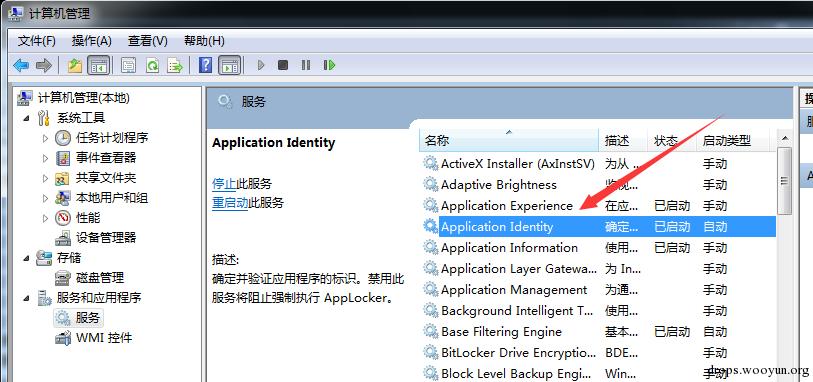 计算机管理
文件(F) 操作(A) 查看(V) 帮助(H)
计算机管理(本地)
系统工具
任务计划程序
事件查看器
共享文件夹
本地用户和组
性能
设备管理器
存储
磁盘管理
服务和应用程序
服务
WMI 控件
服务
Application Identity
停止此服务
重启动此服务
描述:
确定并验证应用程序的标识。禁用此
服务将阻止强制执行 AppLocker。
名称 描述 状态 启动类型
ActiveX Installer (AxInstSV) 为从... 手动
Adaptive Brightness 监视... 手动
Application Experience 在应... 已启动 手动
Application Identity 确定... 已启动 自动
Application Information 使用... 已启动 手动
Application Layer Gatewa... 为 In... 手动
Application Management 为通... 手动
Background Intelligent T... 使用... 手动
Base Filtering Engine 基本... 已启动 自动
BitLocker Drive Encryptio... BDE... 手动
Block Level Backup Engin... Win... 手动
drops.wooyun.org